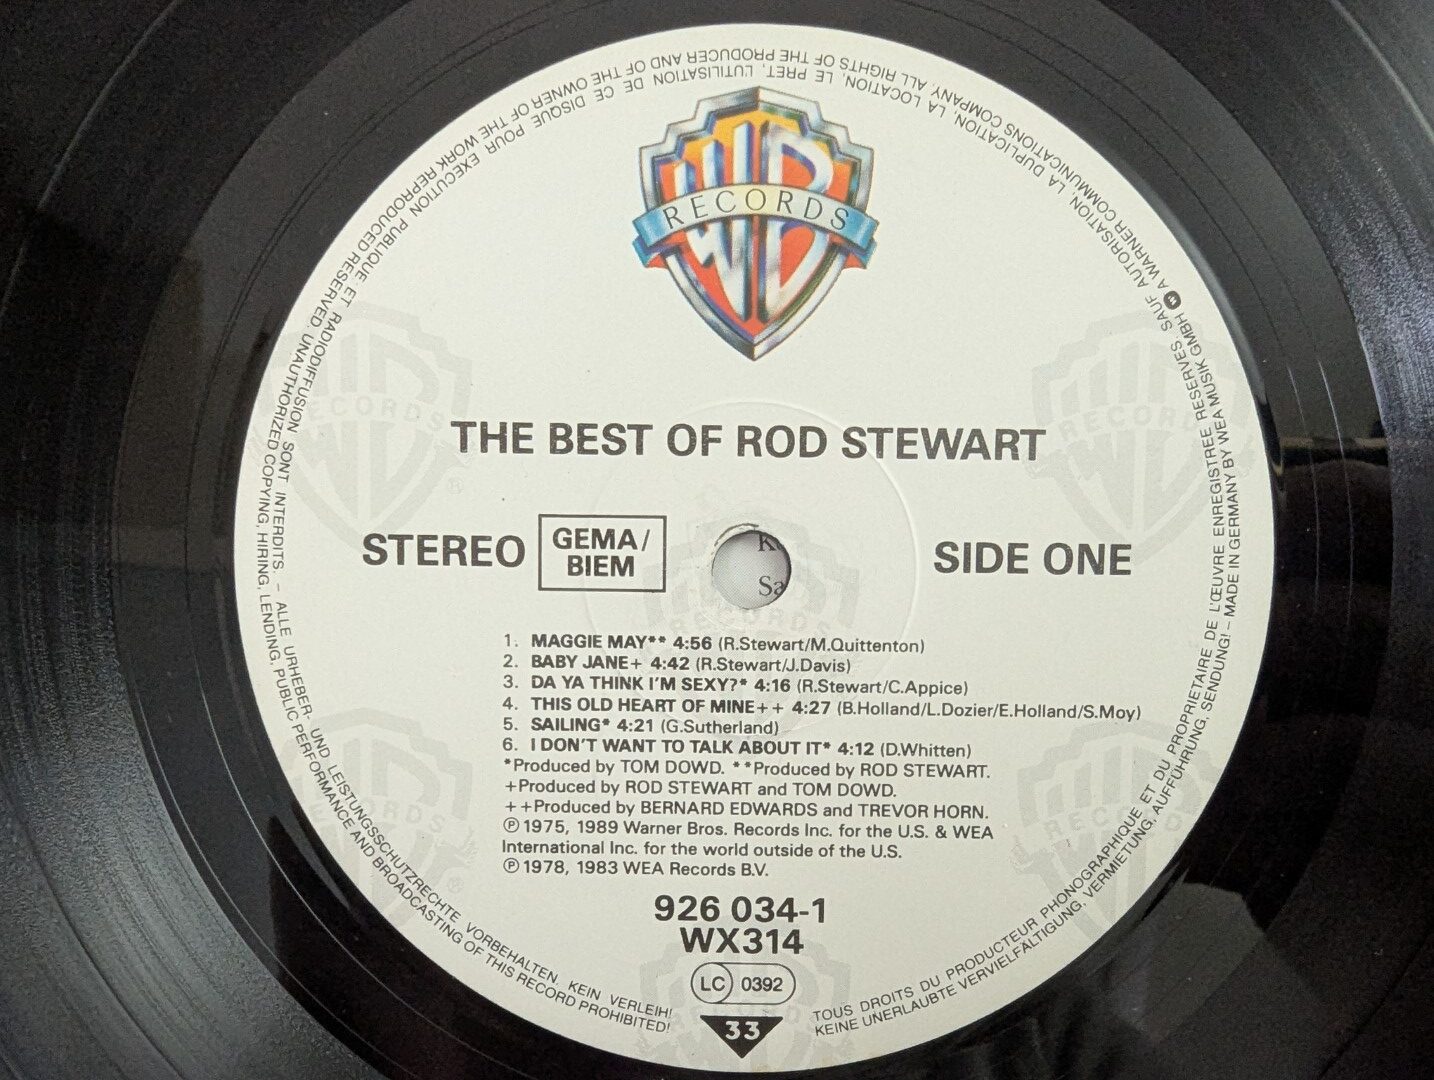 WB
RECORDS
THE BEST OF ROD STEWART
STEREO
GEMA/
BIEM
SIDE ONE
1. MAGGIE MAY** 4:56 (R.Stewart/M.Quittenton)
2. BABY JANE+ 4:42 (R.Stewart/J.Davis)
3. DA YA THINK I'M SEXY?* 4:16 (R.Stewart/C.Appice)
4. THIS OLD HEART OF MINE++ 4:27 (B.Holland/L.Dozier/E.Holland/S.Moy)
5. SAILING* 4:21 (G.Sutherland)
6. I DON'T WANT TO TALK ABOUT IT* 4:12 (D.Whitten)
*Produced by TOM DOWD. **Produced by ROD STEWART.
+Produced by ROD STEWART and TOM DOWD.
++Produced by BERNARD EDWARDS and TREVOR HORN.
℗ 1975, 1989 Warner Bros. Records Inc. for the U.S. & WEA
International Inc. for the world outside of the U.S.
℗ 1978, 1983 WEA Records B.V.
926 034-1
WX314
LC 0392
33
TOUS DROITS DU PRODUCTEUR PHONOGRAPHIQUE ET DU PROPRIETAIRE DE L'ŒUVRE ENREGISTREE RESERVES. SAUF AUTORISATION, LA DUPLICATION, LA LOCATION, LE PRET, L'UTILISATION DE CE DISQUE POUR EXECUTION PUBLIQUE ET RADIODIFFUSION SONT INTERDITS. – ALLE URHEBER- UND LEISTUNGSSCHUTZRECHTE VORBEHALTEN. KEIN VERLEIH!
KEINE UNERLAUBTE VERVIELFÄLTIGUNG, VERMIETUNG, AUFFÜHRUNG, SENDUNG! – MADE IN GERMANY BY WEA MUSIK GMBH A WARNER COMMUNICATIONS COMPANY, ALL RIGHTS OF THE PRODUCER AND OF THE OWNER OF THE WORK REPRODUCED RESERVED. UNAUTHORIZED COPYING, HIRING, LENDING, PUBLIC PERFORMANCE AND BROADCASTING OF THIS RECORD PROHIBITED!